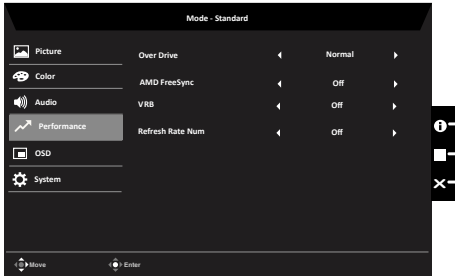 Mode - Standard
Picture
Over Drive Normal
Color
AMD FreeSync Off
Audio
VRB Off
Performance
Refresh Rate Num Off
OSD
System
Move Enter